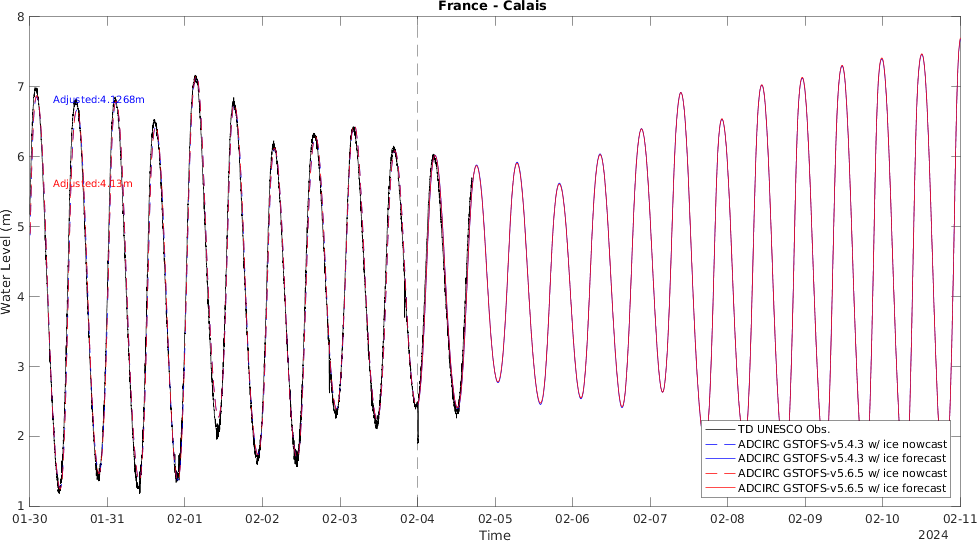 France - Calais
8
7
6
5
4
3
2
1
Water Level (m)
Adjusted:4.1268m
Adjusted:4.13m
TD UNESCO Obs.
ADCIRC GSTOFS-v5.4.3 w/ ice nowcast
ADCIRC GSTOFS-v5.4.3 w/ ice forecast
ADCIRC GSTOFS-v5.6.5 w/ ice nowcast
ADCIRC GSTOFS-v5.6.5 w/ ice forecast
01-30 01-31 02-01 02-02 02-03 02-04 02-05 02-06 02-07 02-08 02-09 02-10 02-11
Time
2024